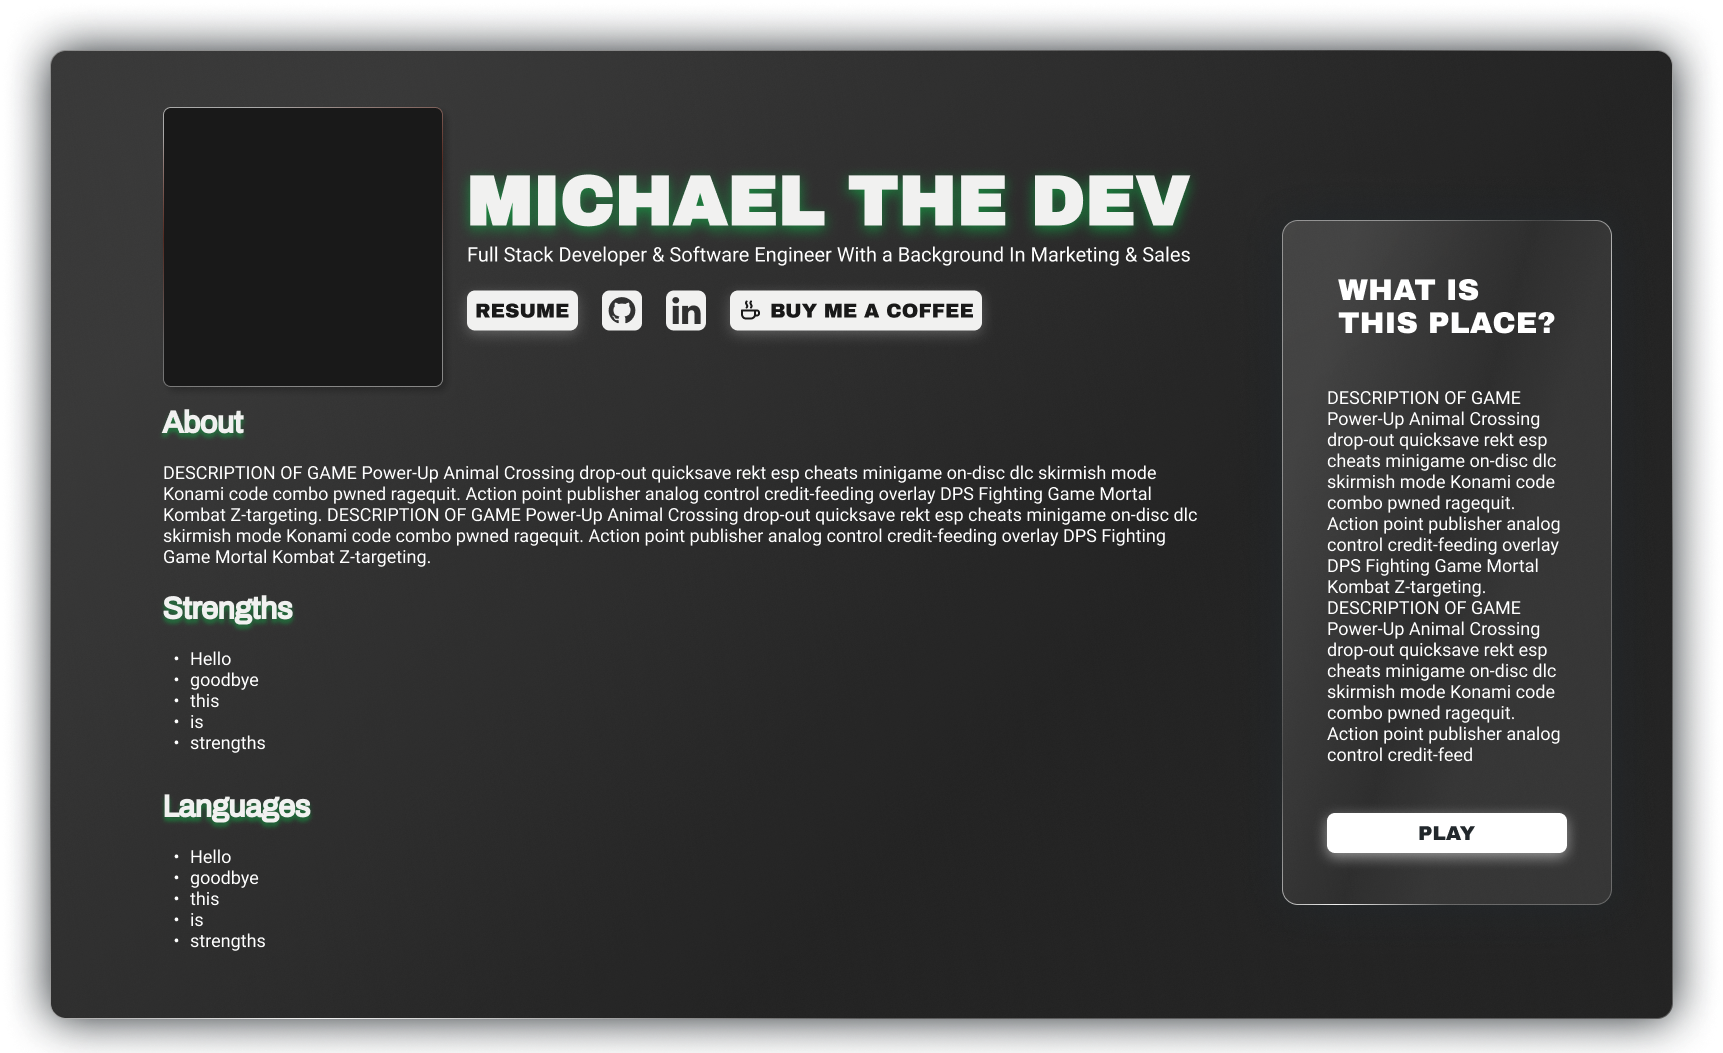 MICHAEL THE DEV
Full Stack Developer & Software Engineer With a Background In Marketing & Sales
RESUME
in
BUY ME A COFFEE
About
DESCRIPTION OF GAME Power-Up Animal Crossing drop-out quicksave rekt esp cheats minigame on-disc dlc skirmish mode
Konami code combo pwned ragequit. Action point publisher analog control credit-feeding overlay DPS Fighting Game Mortal
Kombat Z-targeting. DESCRIPTION OF GAME Power-Up Animal Crossing drop-out quicksave rekt esp cheats minigame on-disc dlc
skirmish mode Konami code combo pwned ragequit. Action point publisher analog control credit-feeding overlay DPS Fighting
Game Mortal Kombat Z-targeting.
Strengths
• Hello
• goodbye
• this
• is
• strengths
Languages
• Hello
• goodbye
• this
• is
• strengths
WHAT IS
THIS PLACE?
DESCRIPTION OF GAME
Power-Up Animal Crossing
drop-out quicksave rekt esp
cheats minigame on-disc dlc
skirmish mode Konami code
combo pwned ragequit.
Action point publisher analog
control credit-feeding overlay
DPS Fighting Game Mortal
Kombat Z-targeting.
DESCRIPTION OF GAME
Power-Up Animal Crossing
drop-out quicksave rekt esp
cheats minigame on-disc dlc
skirmish mode Konami code
combo pwned ragequit.
Action point publisher analog
control credit-feed
PLAY